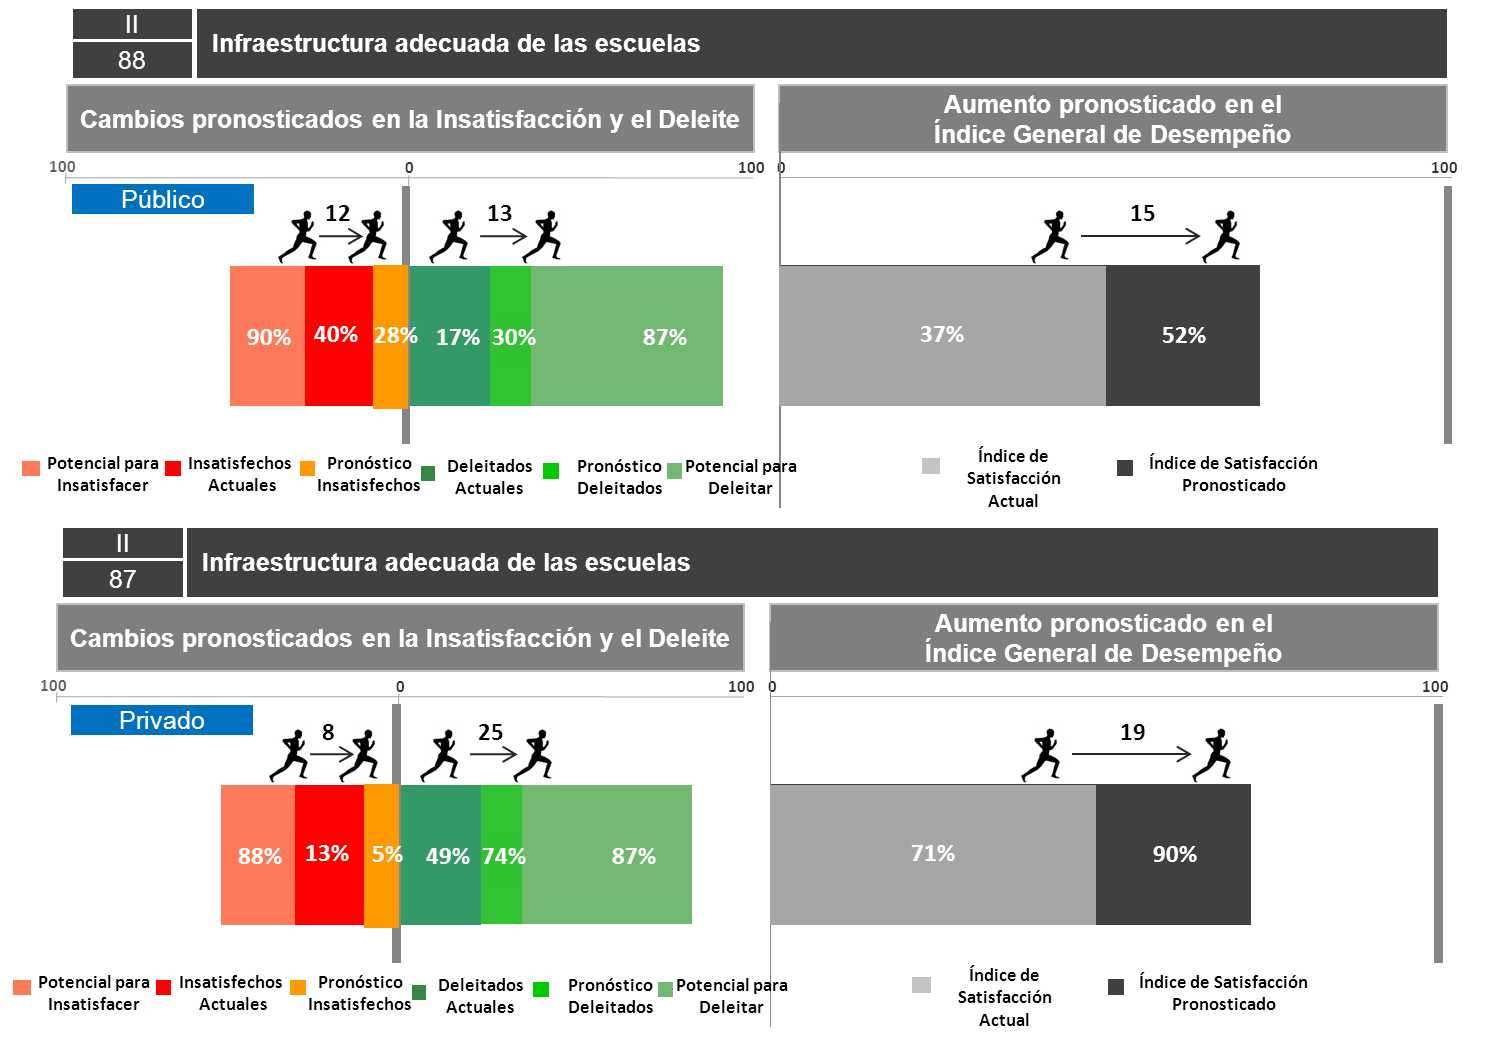 II
88
Infraestructura adecuada de las escuelas
Cambios pronosticados en la Insatisfacción y el Deleite
Aumento pronosticado en el
Índice General de Desempeño
100
0
100
0
100
Público
12
13
15
90%
40%
28%
17%
30%
87%
37%
52%
Potencial para
Insatisfacer
Insatisfechos
Actuales
Pronóstico
Insatisfechos
Deleitados
Actuales
Pronóstico
Deleitados
Potencial para
Deleitar
Índice de
Satisfacción
Actual
Índice de Satisfacción
Pronosticado
II
87
Infraestructura adecuada de las escuelas
Cambios pronosticados en la Insatisfacción y el Deleite
Aumento pronosticado en el
Índice General de Desempeño
100
0
100
0
100
Privado
8
25
19
88%
13%
5%
49%
74%
87%
71%
90%
Potencial para
Insatisfacer
Insatisfechos
Actuales
Pronóstico
Insatisfechos
Deleitados
Actuales
Pronóstico
Deleitados
Potencial para
Deleitar
Índice de
Satisfacción
Actual
Índice de Satisfacción
Pronosticado